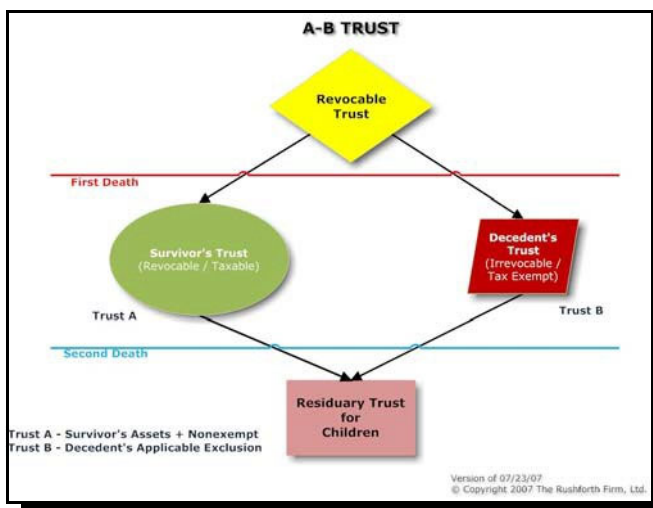 A-B TRUST
Revocable
Trust
First Death
Survivor's Trust
(Revocable / Taxable)
Decedent's
Trust
(Irrevocable /
Tax Exempt)
Trust A
Trust B
Second Death
Residuary Trust
for
Children
Trust A - Survivor's Assets + Nonexempt
Trust B - Decedent's Applicable Exclusion
Version of 07/23/07
© Copyright 2007 The Rushforth Firm, Ltd.